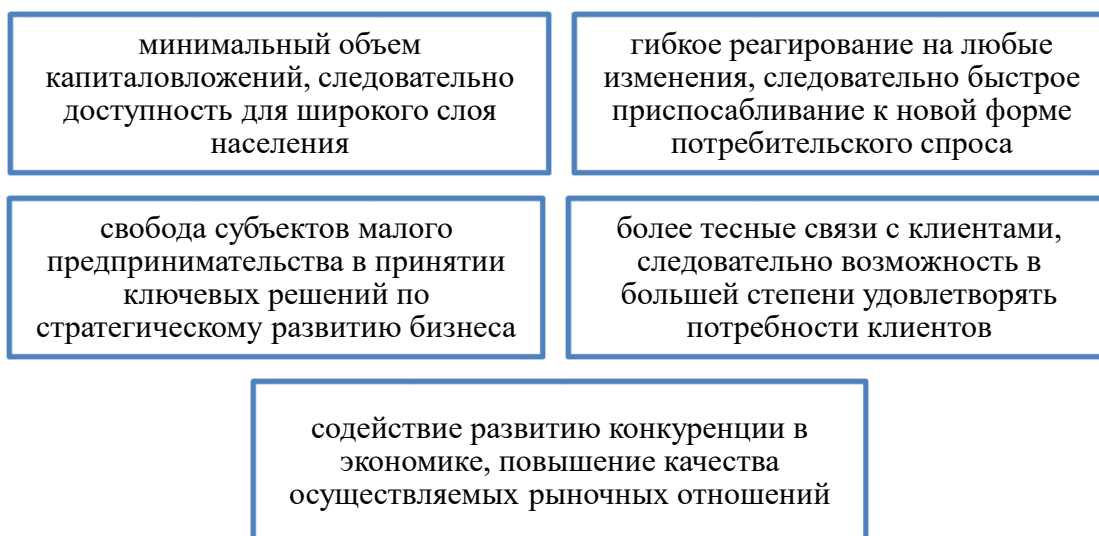 минимальный объем
капиталовложений, следовательно
доступность для широкого слоя
населения
гибкое реагирование на любые
изменения, следовательно быстрое
приспосабливание к новой форме
потребительского спроса
свобода субъектов малого
предпринимательства в принятии
ключевых решений по
стратегическому развитию бизнеса
более тесные связи с клиентами,
следовательно возможность в
большей степени удовлетворять
потребности клиентов
содействие развитию конкуренции в
экономике, повышение качества
осуществляемых рыночных отношений